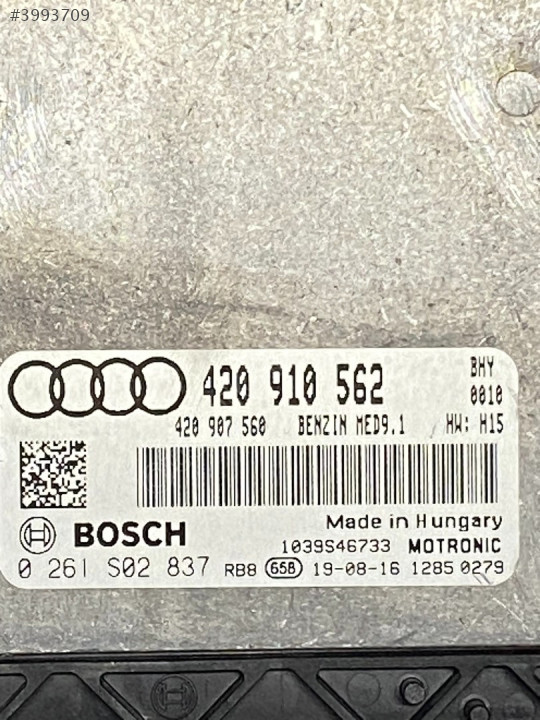 #3993709
420 910 562 BHY
0010
420 907 560 BENZIN MED9.1 HW: H15
Made in Hungary
BOSCH
1039S46733 MOTRONIC
0 261 S02 837 RB8 658 19-08-16 1285 0279